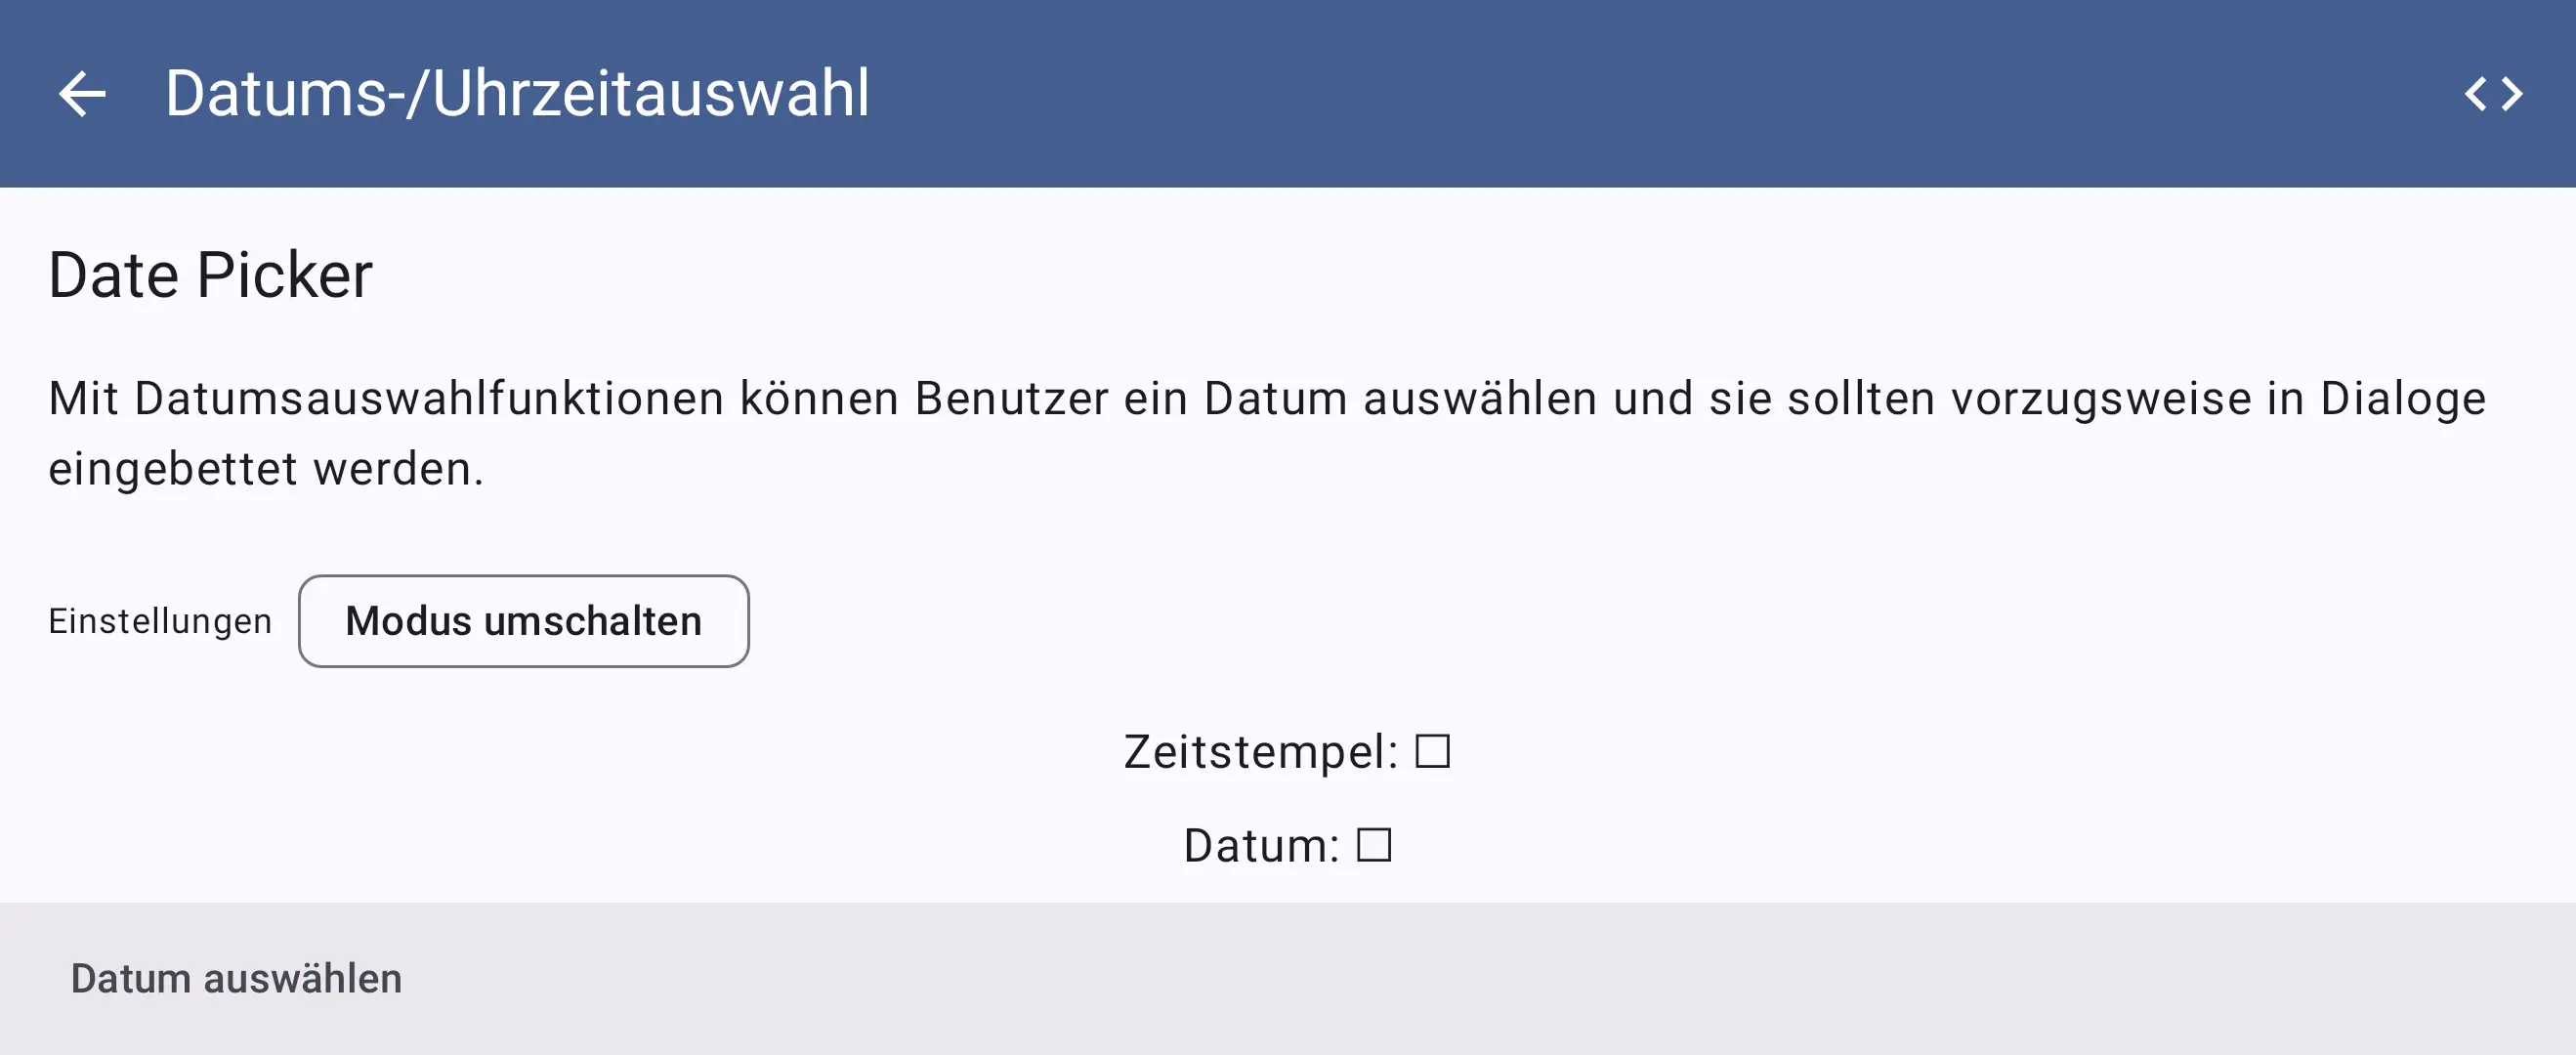 Datums-/Uhrzeitauswahl
Date Picker
Mit Datumsauswahlfunktionen können Benutzer ein Datum auswählen und sie sollten vorzugsweise in Dialoge
eingebettet werden.
Einstellungen Modus umschalten
Zeitstempel: □
Datum: □
Datum auswählen